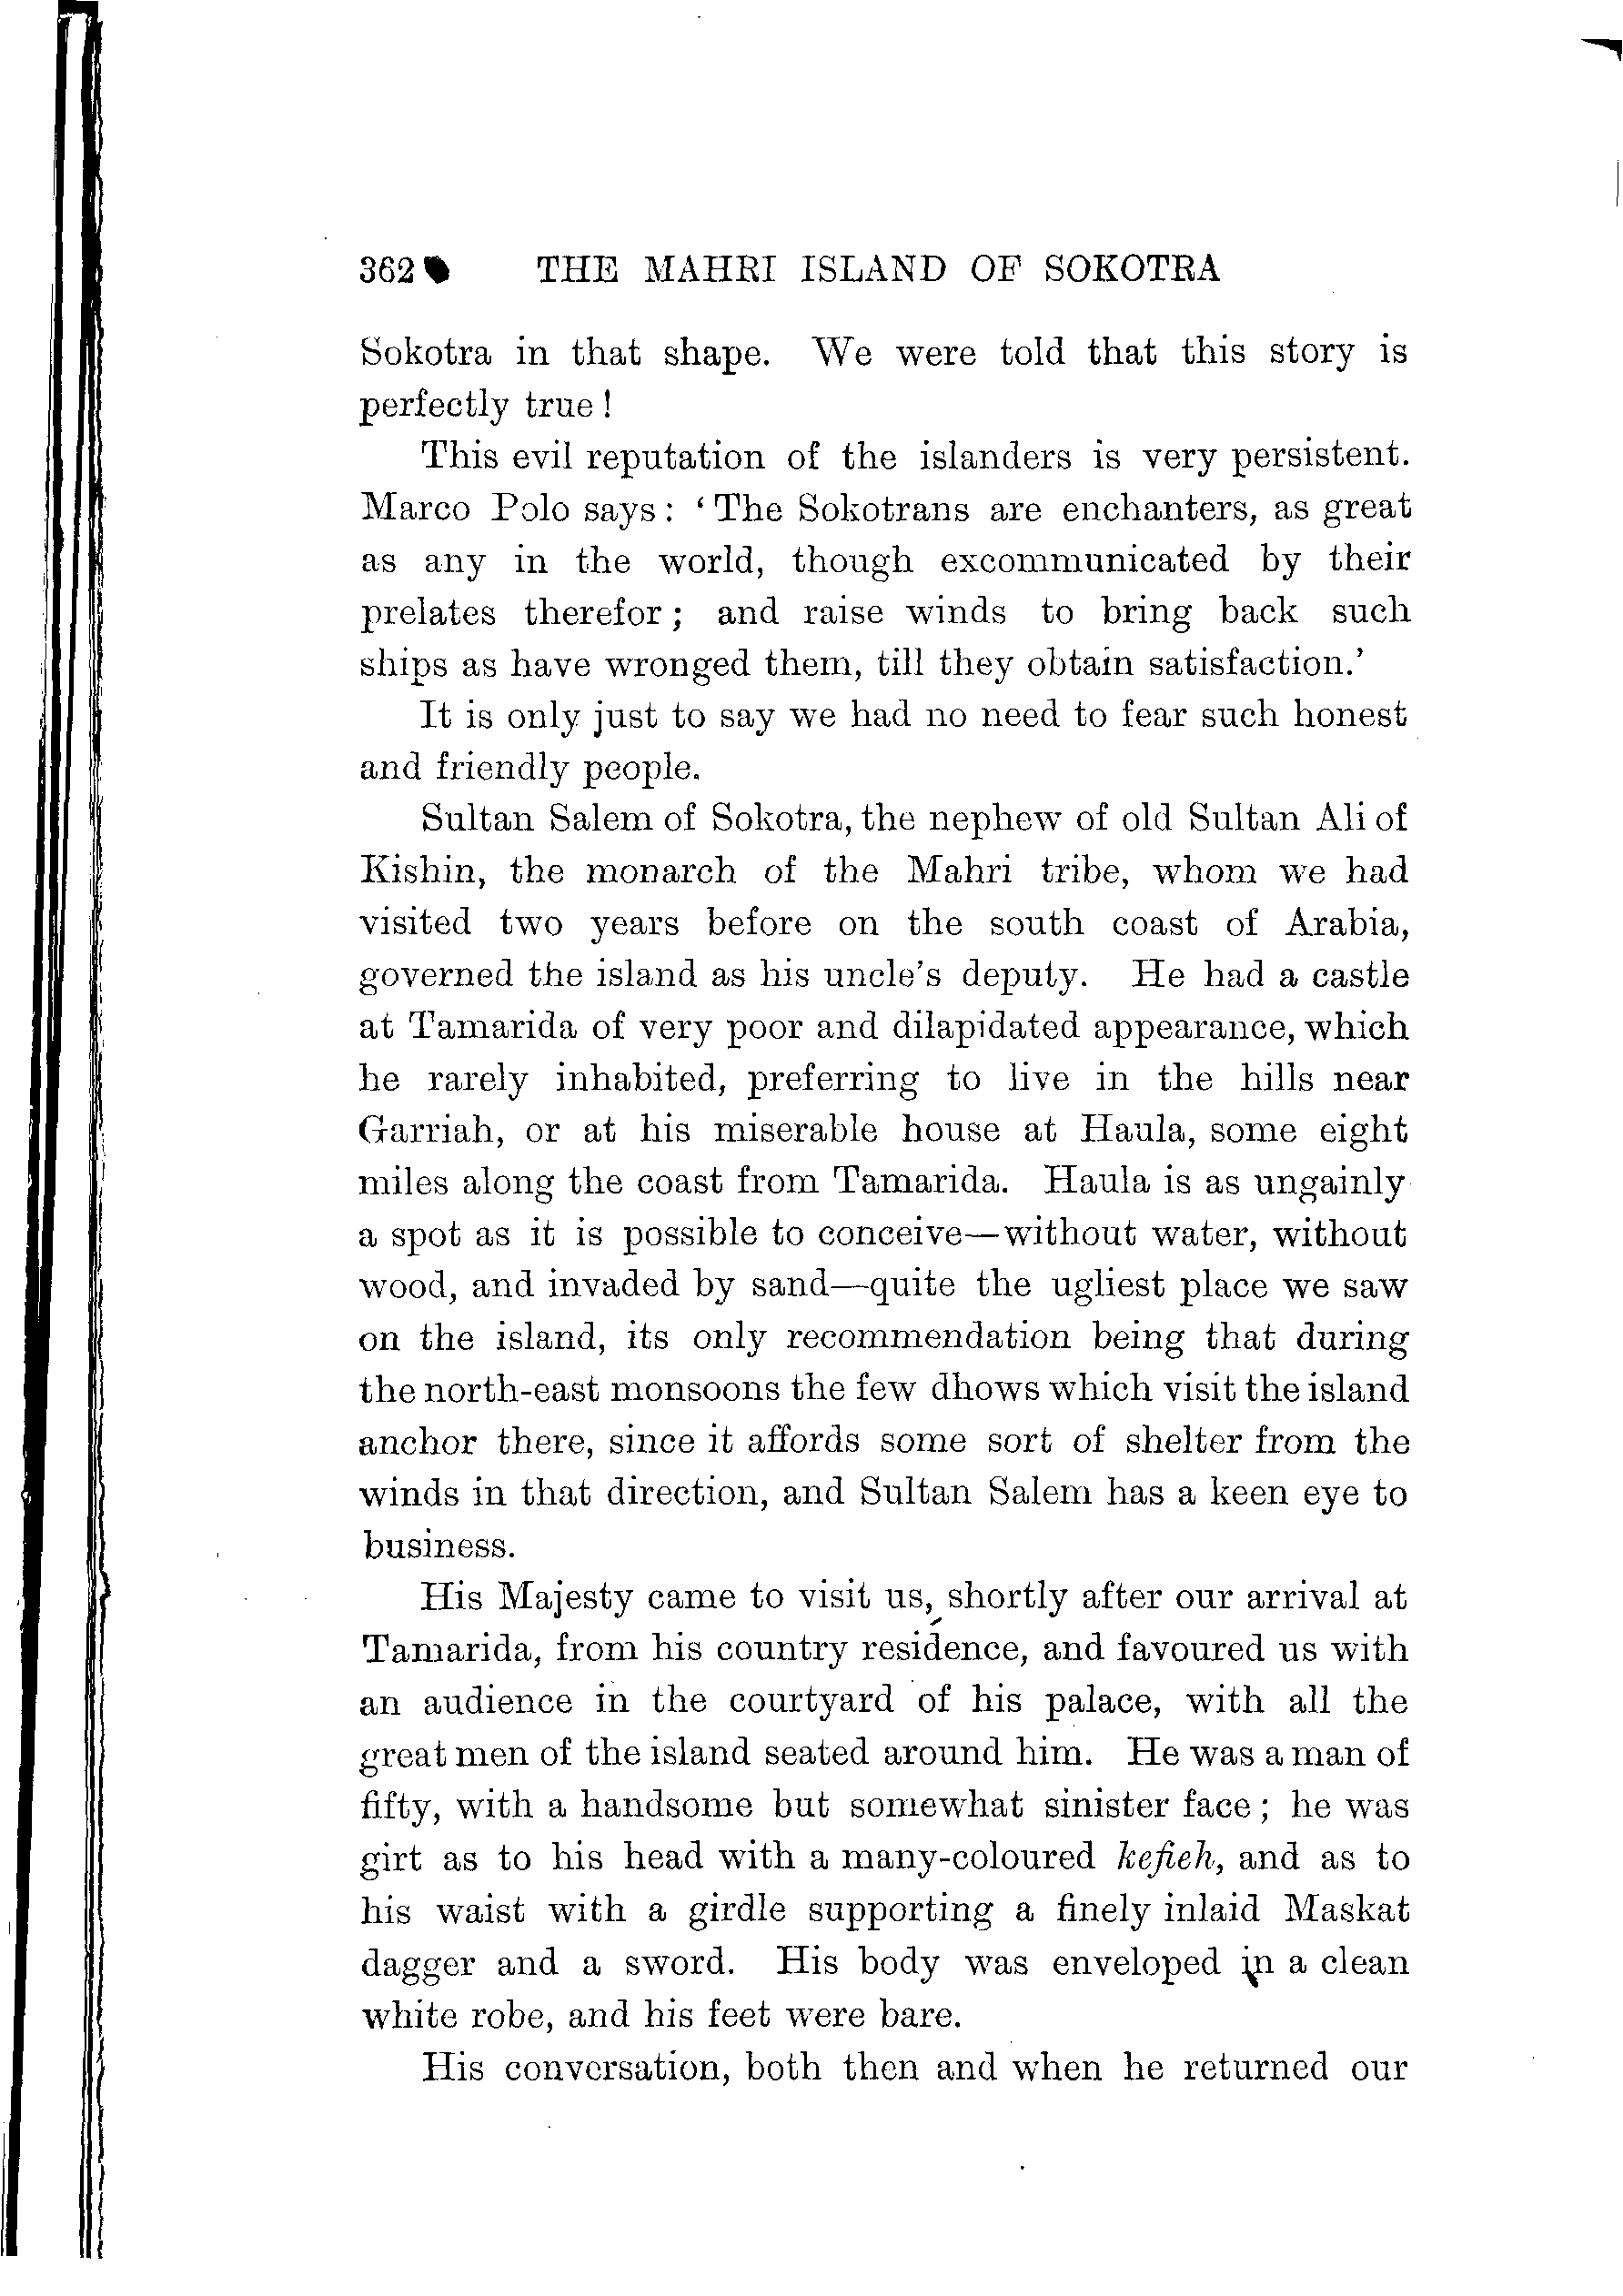 362 THE MAHRI ISLAND OF SOKOTRA
Sokotra in that shape. We were told that this story is
perfectly true!
This evil reputation of the islanders is very persistent.
Marco Polo says: 'The Sokotrans are enchanters, as great
as any in the world, though excommunicated by their
prelates therefor; and raise winds to bring back such
ships as have wronged them, till they obtain satisfaction.'
It is only just to say we had no need to fear such honest
and friendly people.
Sultan Salem of Sokotra, the nephew of old Sultan Ali of
Kishin, the monarch of the Mahri tribe, whom we had
visited two years before on the south coast of Arabia,
governed the island as his uncle's deputy. He had a castle
at Tamarida of very poor and dilapidated appearance, which
he rarely inhabited, preferring to live in the hills near
Garriah, or at his miserable house at Haula, some eight
miles along the coast from Tamarida. Haula is as ungainly
a spot as it is possible to conceive—without water, without
wood, and invaded by sand—quite the ugliest place we saw
on the island, its only recommendation being that during
the north-east monsoons the few dhows which visit the island
anchor there, since it affords some sort of shelter from the
winds in that direction, and Sultan Salem has a keen eye to
business.
His Majesty came to visit us, shortly after our arrival at
Tamarida, from his country residence, and favoured us with
an audience in the courtyard of his palace, with all the
great men of the island seated around him. He was a man of
fifty, with a handsome but somewhat sinister face; he was
girt as to his head with a many-coloured kefieh, and as to
his waist with a girdle supporting a finely inlaid Maskat
dagger and a sword. His body was enveloped in a clean
white robe, and his feet were bare.
His conversation, both then and when he returned our